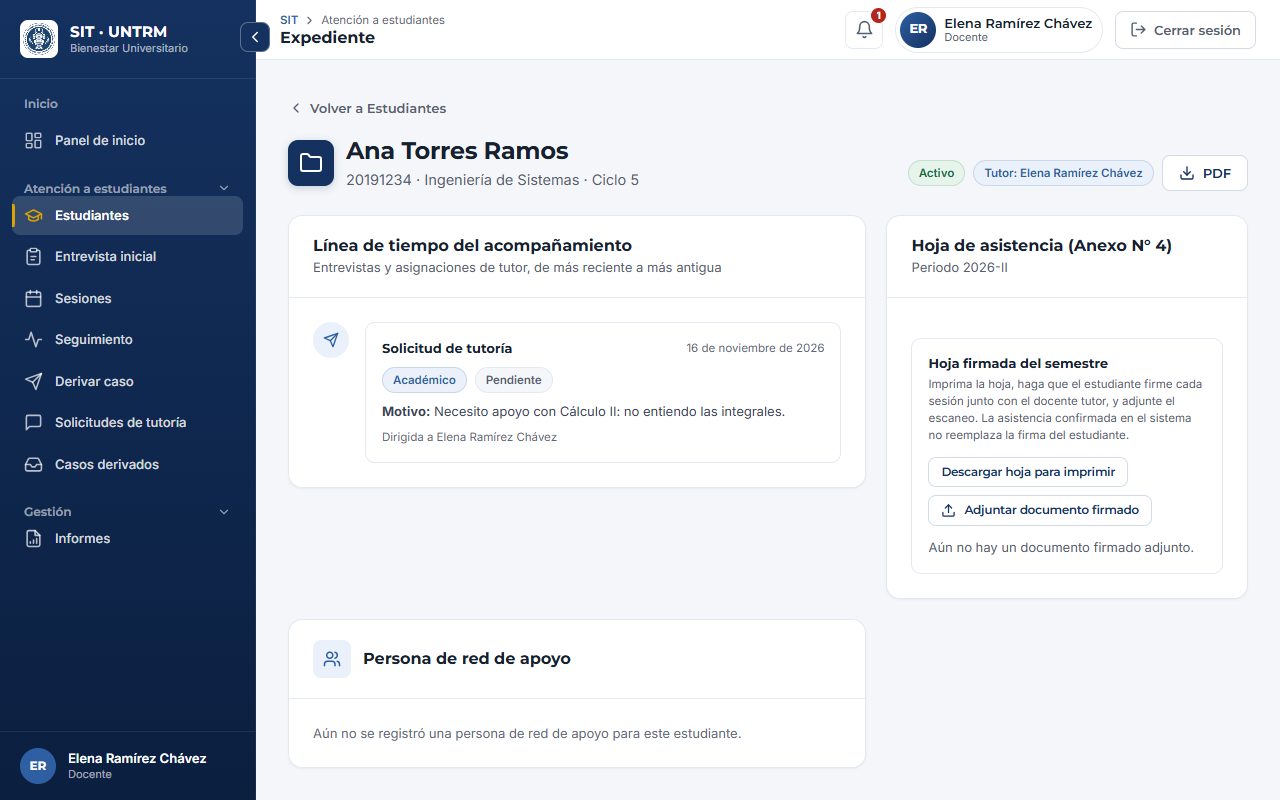 SIT · UNTRM
Bienestar Universitario
Inicio
Panel de inicio
Atención a estudiantes
Estudiantes
Entrevista inicial
Sesiones
Seguimiento
Derivar caso
Solicitudes de tutoría
Casos derivados
Gestión
Informes
ER
Elena Ramírez Chávez
Docente
SIT > Atención a estudiantes
Expediente
1
ER
Elena Ramírez Chávez
Docente
Cerrar sesión
Volver a Estudiantes
Ana Torres Ramos
20191234 · Ingeniería de Sistemas · Ciclo 5
Activo
Tutor: Elena Ramírez Chávez
PDF
Línea de tiempo del acompañamiento
Entrevistas y asignaciones de tutor, de más reciente a más antigua
Solicitud de tutoría
16 de noviembre de 2026
Académico
Pendiente
Motivo: Necesito apoyo con Cálculo II: no entiendo las integrales.
Dirigida a Elena Ramírez Chávez
Hoja de asistencia (Anexo N° 4)
Periodo 2026-II
Hoja firmada del semestre
Imprima la hoja, haga que el estudiante firme cada
sesión junto con el docente tutor, y adjunte el
escaneo. La asistencia confirmada en el sistema
no reemplaza la firma del estudiante.
Descargar hoja para imprimir
Adjuntar documento firmado
Aún no hay un documento firmado adjunto.
Persona de red de apoyo
Aún no se registró una persona de red de apoyo para este estudiante.